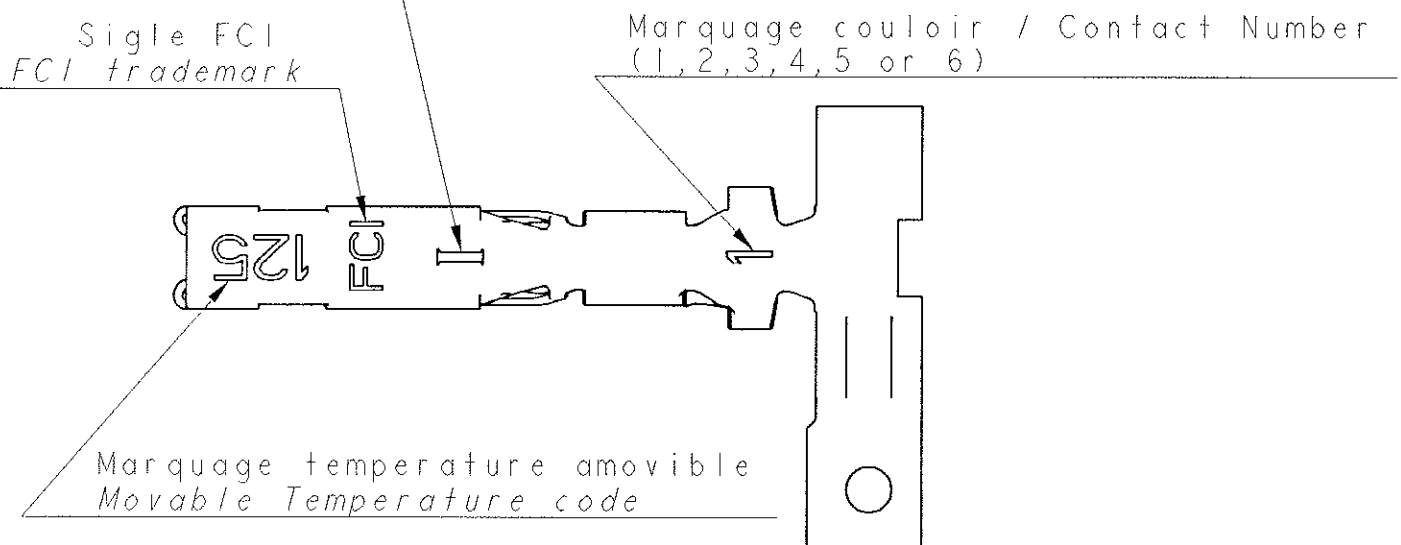 Sigle FCI
FCI trademark
Marquage couloir / Contact Number
(1,2,3,4,5 or 6)
125
FCI
I
1
Marquage temperature amovible
Movable Temperature code